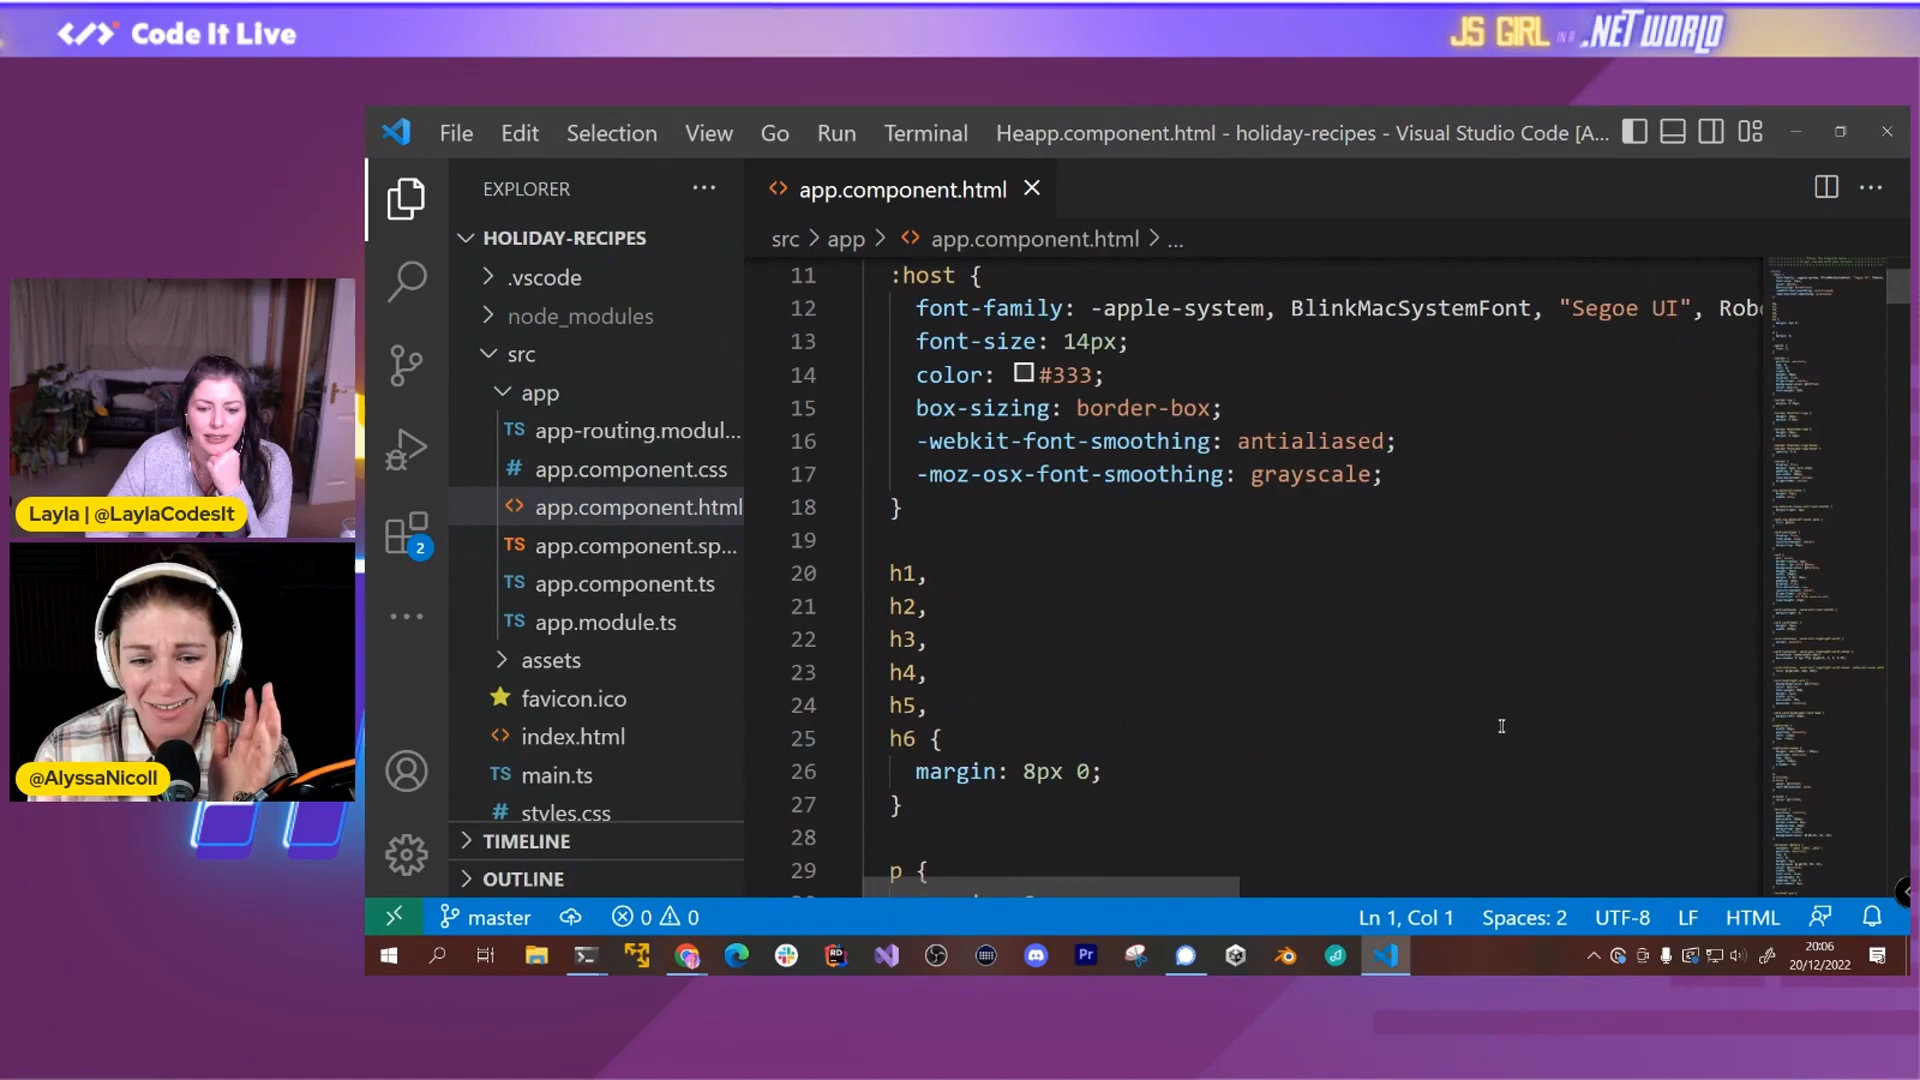 Code It Live
JS GIRL IN A .NET WORLD
File Edit Selection View Go Run Terminal Heapp.component.html - holiday-recipes - Visual Studio Code [A...
EXPLORER
HOLIDAY-RECIPES
.vscode
node_modules
src
app
TS app-routing.modul...
# app.component.css
<> app.component.html
TS app.component.sp...
TS app.component.ts
TS app.module.ts
assets
favicon.ico
<> index.html
TS main.ts
# styles.css
TIMELINE
OUTLINE
2
<> app.component.html
src > app > <> app.component.html > ...
11 :host {
12 font-family: -apple-system, BlinkMacSystemFont, "Segoe UI", Robo
13 font-size: 14px;
14 color: #333;
15 box-sizing: border-box;
16 -webkit-font-smoothing: antialiased;
17 -moz-osx-font-smoothing: grayscale;
18 }
19
20 h1,
21 h2,
22 h3,
23 h4,
24 h5,
25 h6 {
26 margin: 8px 0;
27 }
28
29 p {
Layla | @LaylaCodesIt
@AlyssaNicoll
master 0 0 Ln 1, Col 1 Spaces: 2 UTF-8 LF HTML
RD
Pr
20:06
20/12/2022